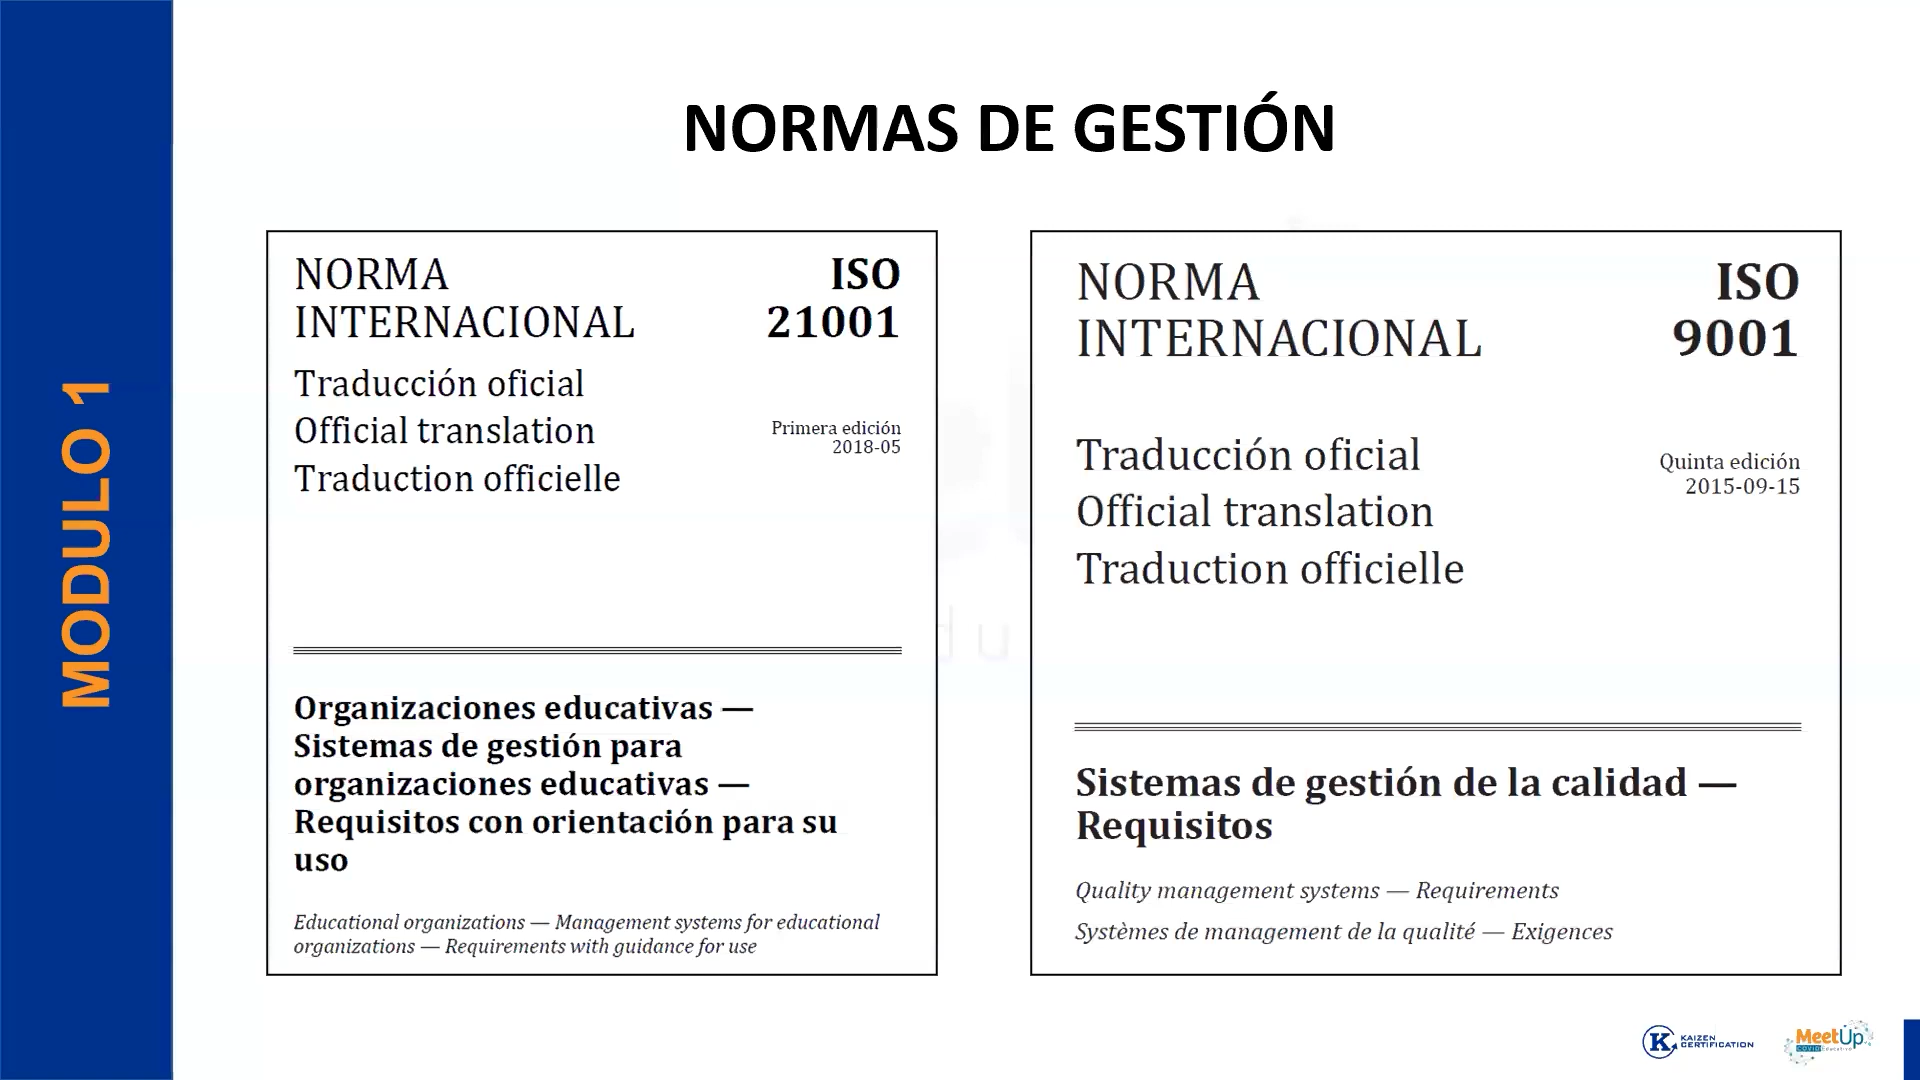 NORMAS DE GESTIÓN
MODULO 1
NORMA
INTERNACIONAL
ISO
21001
Traducción oficial
Official translation
Traduction officielle
Primera edición
2018-05
Organizaciones educativas —
Sistemas de gestión para
organizaciones educativas —
Requisitos con orientación para su
uso
Educational organizations — Management systems for educational
organizations — Requirements with guidance for use
NORMA
INTERNACIONAL
ISO
9001
Traducción oficial
Official translation
Traduction officielle
Quinta edición
2015-09-15
Sistemas de gestión de la calidad —
Requisitos
Quality management systems — Requirements
Systèmes de management de la qualité — Exigences
K
KAIZEN
CERTIFICATION
MeetUp